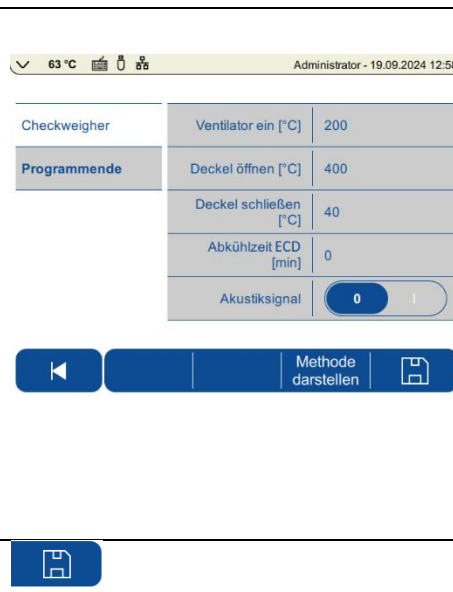 63 °C
Administrator - 19.09.2024 12:58
Checkweigher
Ventilator ein [°C] 200
Programmende
Deckel öffnen [°C] 400
Deckel schließen
[°C]
40
Abkühlzeit ECD
[min]
0
Akustiksignal
0 I
Methode
darstellen